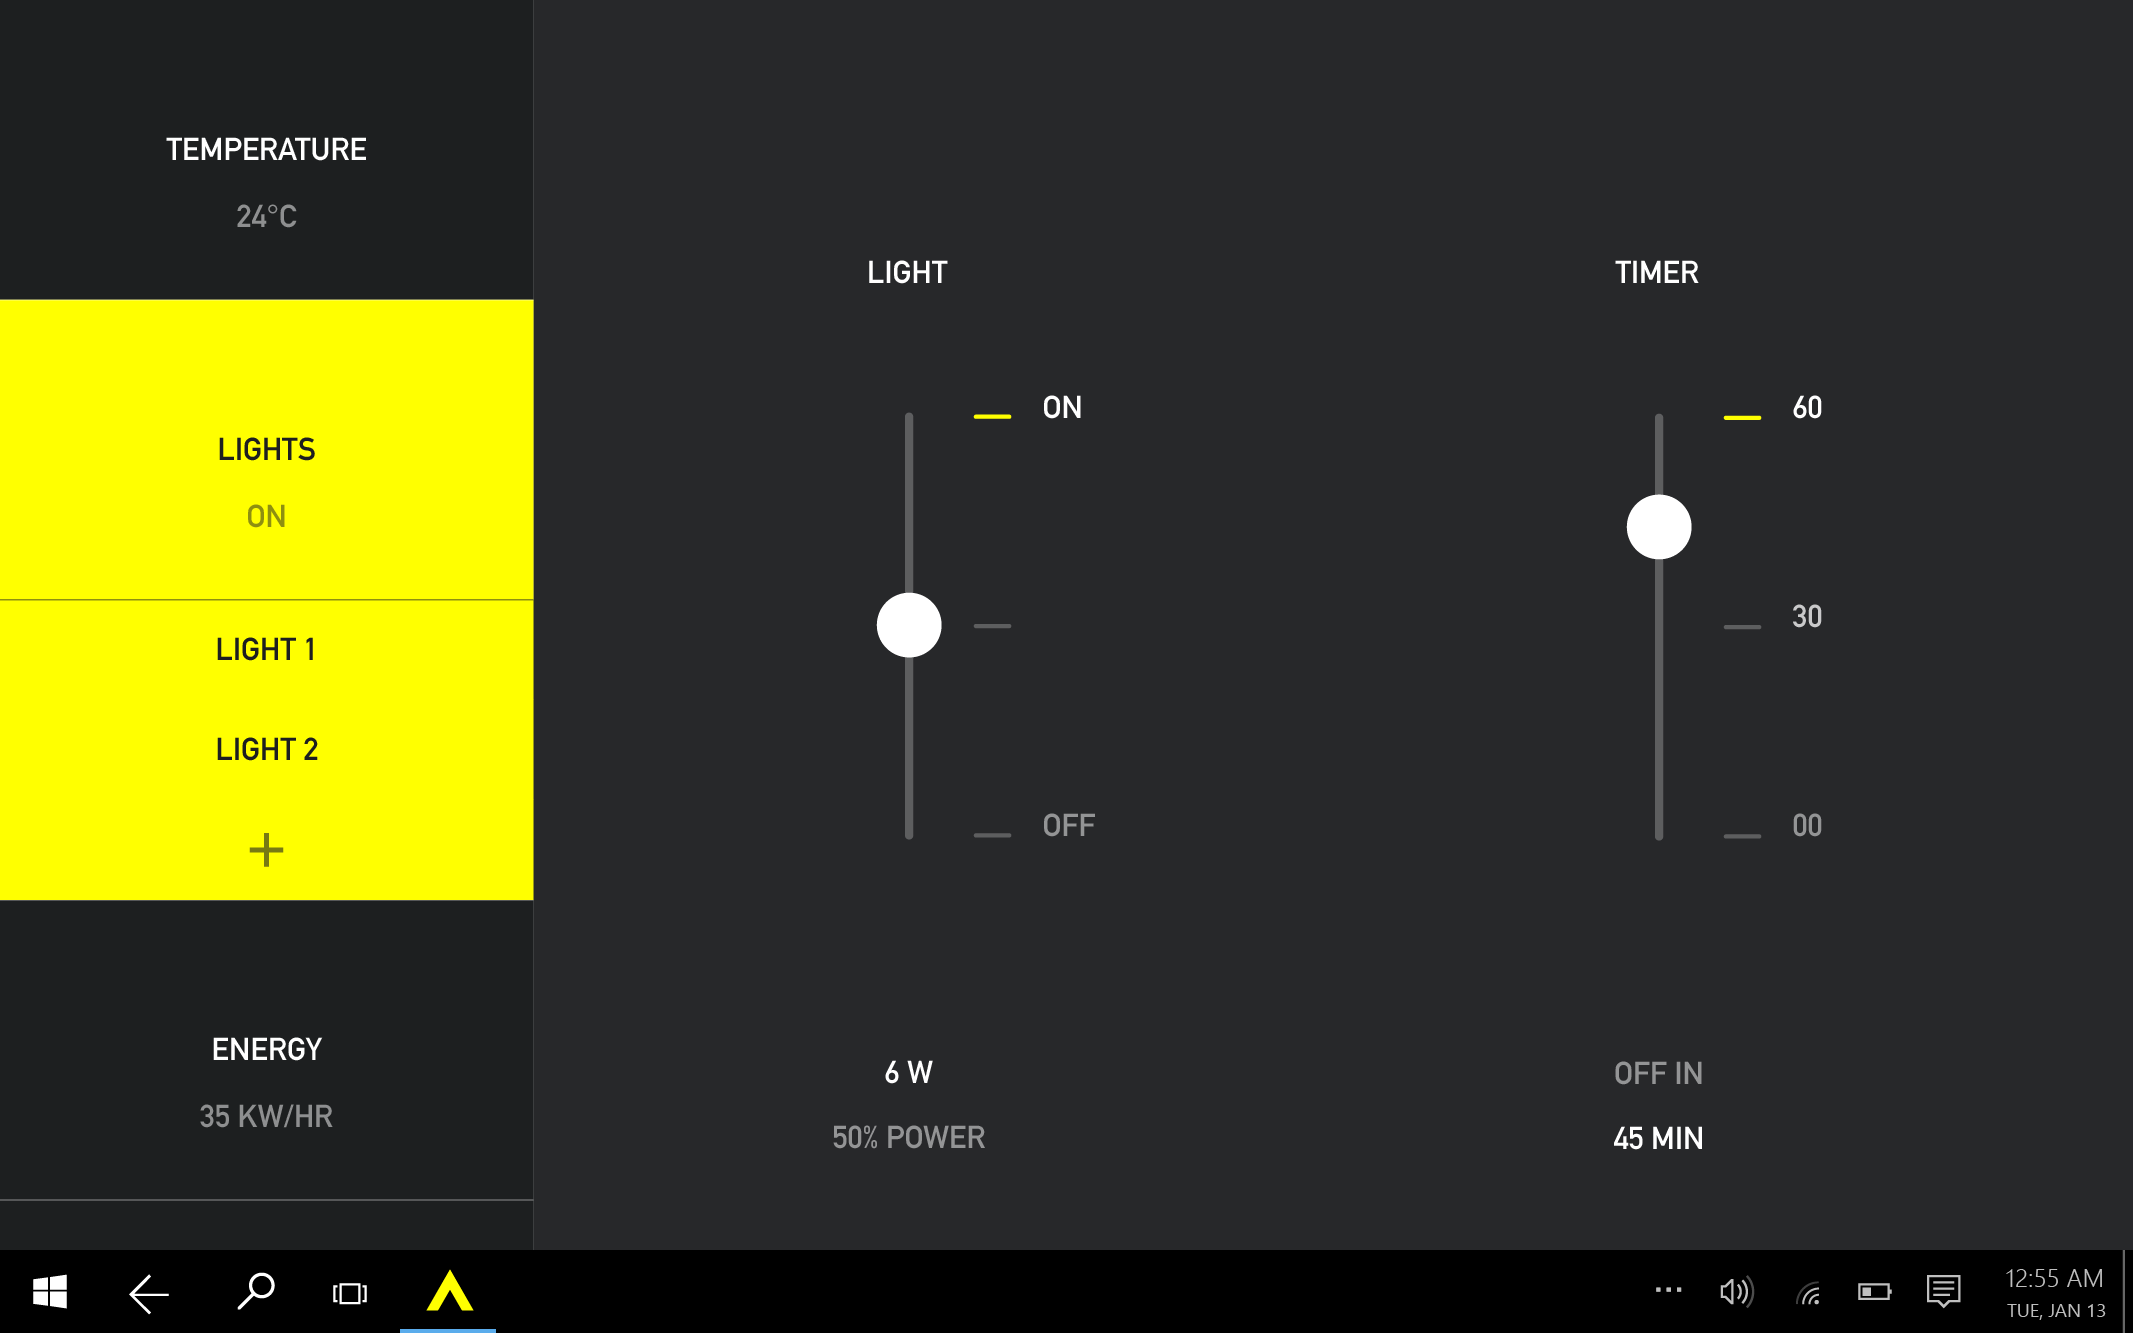 TEMPERATURE
24°C
LIGHTS
ON
LIGHT 1
LIGHT 2
+
ENERGY
35 KW/HR
LIGHT
ON
OFF
6 W
50% POWER
TIMER
60
30
00
OFF IN
45 MIN
12:55 AM
TUE, JAN 13